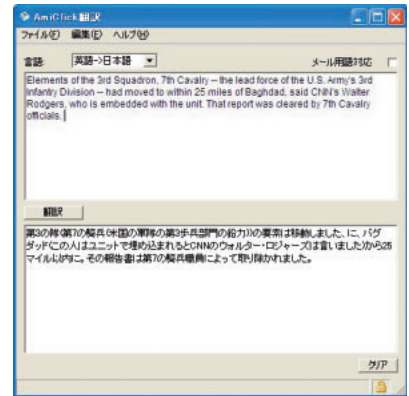 AmiClick 翻訳
ファイル(F) 編集(E) ヘルプ(H)
言語: 英語->日本語 メール用語対応
Elements of the 3rd Squadron, 7th Cavalry -- the lead force of the U.S. Army's 3rd
Infantry Division -- had moved to within 25 miles of Baghdad, said CNN's Walter
Rodgers, who is embedded with the unit. That report was cleared by 7th Cavalry
officials.
翻訳
第3の隊(第7の騎兵(米国の軍隊の第3歩兵部門の鉛力))の要素は移動しました、に、バグ
ダッド(この人はユニットで埋め込まれるとCNNのウォルター・ロジャーズは言いました)から25
マイル以内に。その報告書は第7の騎兵職員によって取り除かれました。
クリア